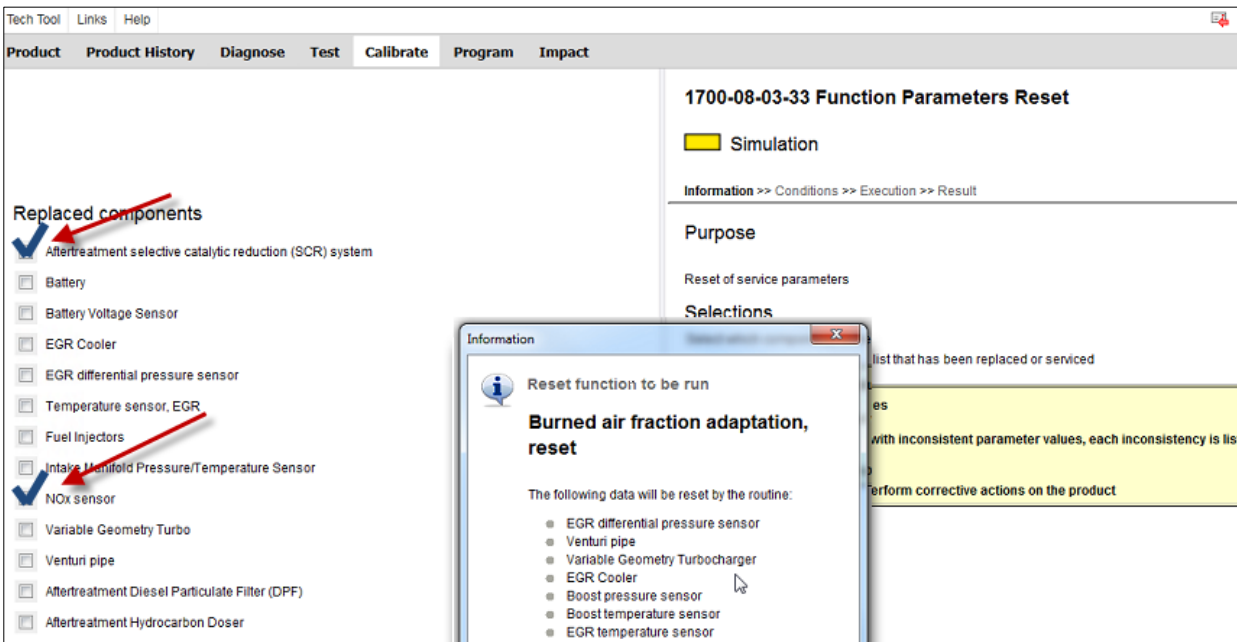 Tech Tool Links Help
Product Product History Diagnose Test Calibrate Program Impact
1700-08-03-33 Function Parameters Reset
Simulation
Information >> Conditions >> Execution >> Result
Replaced components
Aftertreatment selective catalytic reduction (SCR) system
Battery
Battery Voltage Sensor
EGR Cooler
EGR differential pressure sensor
Temperature sensor, EGR
Fuel Injectors
Intake Manifold Pressure/Temperature Sensor
NOx sensor
Variable Geometry Turbo
Venturi pipe
Aftertreatment Diesel Particulate Filter (DPF)
Aftertreatment Hydrocarbon Doser
Purpose
Reset of service parameters
Selections
list that has been replaced or serviced
es
with inconsistent parameter values, each inconsistency is lis
erform corrective actions on the product
Information
Reset function to be run
Burned air fraction adaptation,
reset
The following data will be reset by the routine:
EGR differential pressure sensor
Venturi pipe
Variable Geometry Turbocharger
EGR Cooler
Boost pressure sensor
Boost temperature sensor
EGR temperature sensor